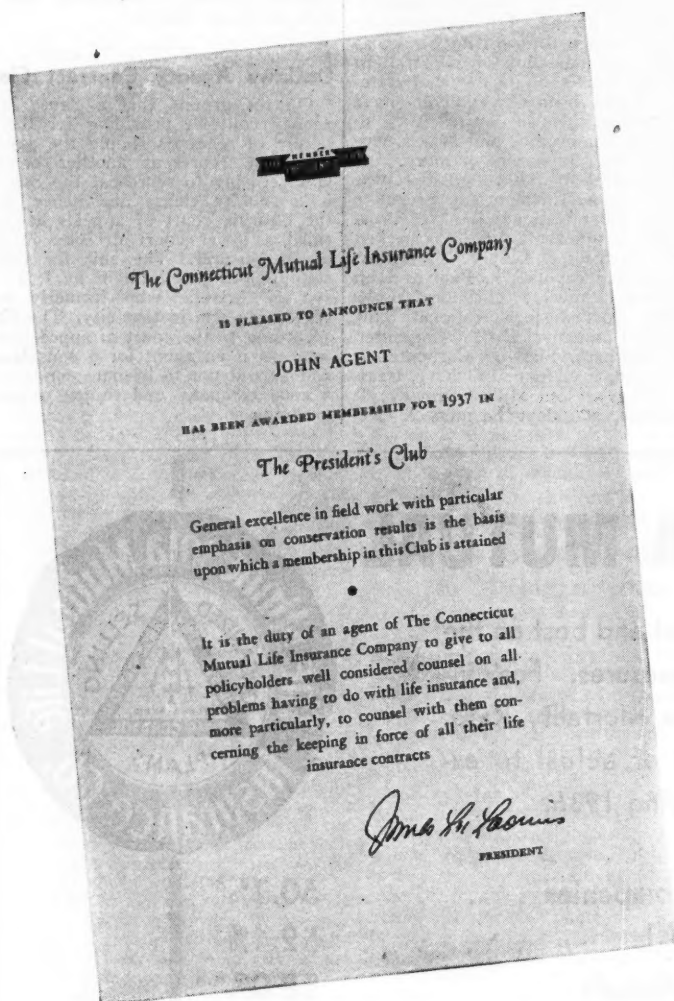 MEMBER
The Connecticut Mutual Life Insurance Company
IS PLEASED TO ANNOUNCE THAT
JOHN AGENT
HAS BEEN AWARDED MEMBERSHIP FOR 1937 IN
The President's Club
General excellence in field work with particular
emphasis on conservation results is the basis
upon which a membership in this Club is attained
It is the duty of an agent of The Connecticut
Mutual Life Insurance Company to give to all
policyholders well considered counsel on all
problems having to do with life insurance and,
more particularly, to counsel with them con-
cerning the keeping in force of all their life
insurance contracts
James
PRESIDENT